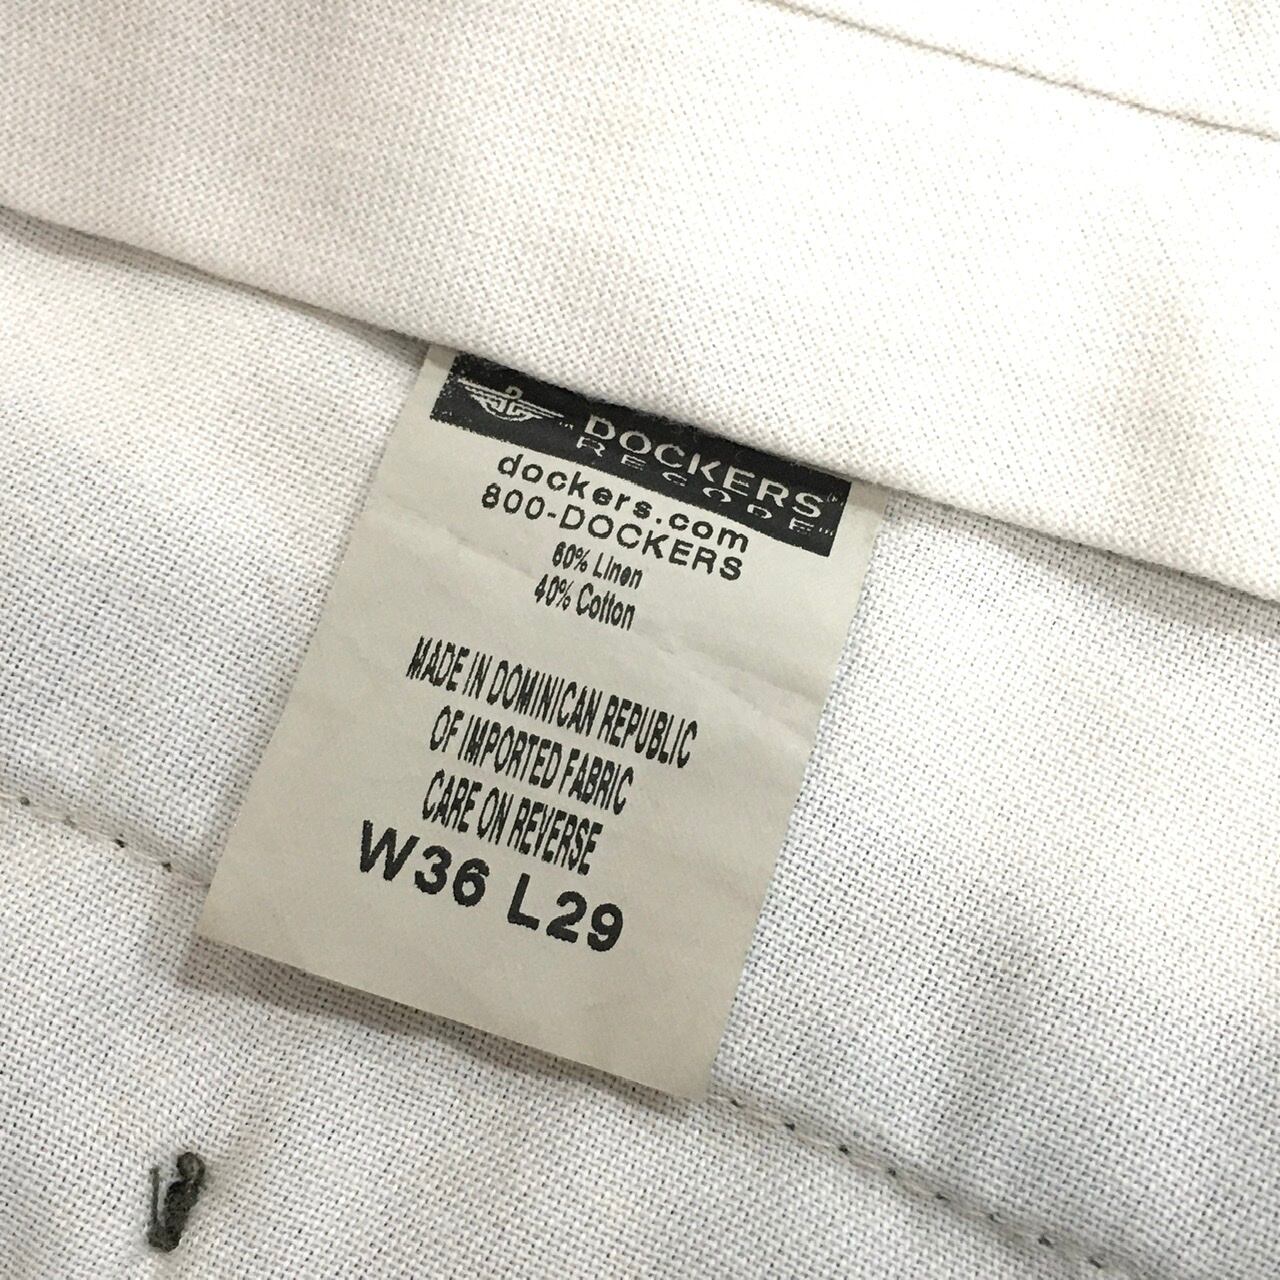 DOCKERS
RECODE
dockers.com
800-DOCKERS
60% Linen
40% Cotton
MADE IN DOMINICAN REPUBLIC
OF IMPORTED FABRIC
CARE ON REVERSE
W36 L29